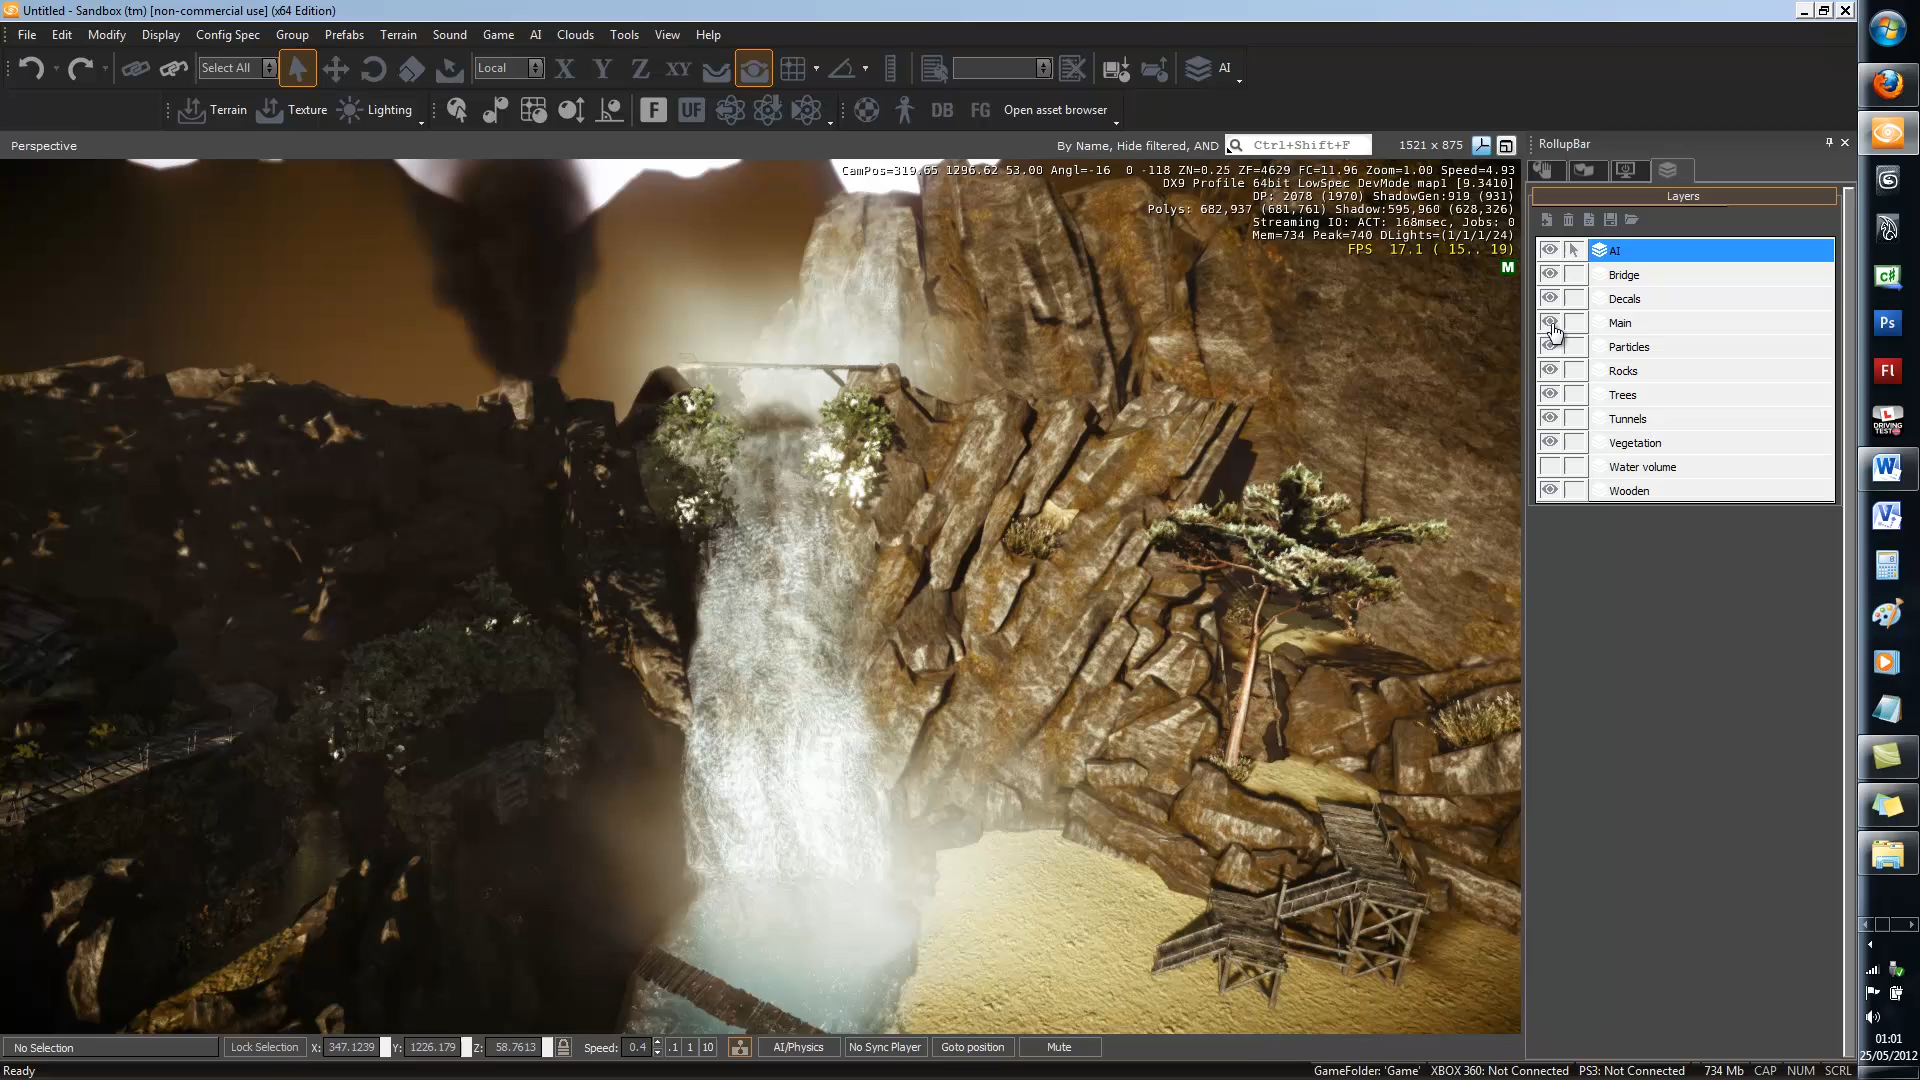 Untitled - Sandbox (tm) [non-commercial use] (x64 Edition)
File Edit Modify Display Config Spec Group Prefabs Terrain Sound Game AI Clouds Tools View Help
Select All Local X Y Z XY AI
Terrain Texture Lighting F UF DB FG Open asset browser
Perspective By Name, Hide filtered, AND Ctrl+Shift+F 1521 x 875 RollupBar
CamPos=319.65 1296.62 53.00 Angl=-16 0 -118 ZN=0.25 ZF=4629 FC=11.96 Zoom=1.00 Speed=4.93
DX9 Profile 64bit LowSpec DevMode map1 [9.3410]
DP: 2078 (1970) ShadowGen:919 (931)
Polys: 682,937 (681,761) Shadow:595,960 (628,326)
Streaming IO: ACT: 168msec, Jobs: 0
Mem=734 Peak=740 DLights=(1/1/1/24)
FPS 17.1 ( 15.. 19)
M
Layers
AI
Bridge
Decals
Main
Particles
Rocks
Trees
Tunnels
Vegetation
Water volume
Wooden
C#
Ps
Fl
L
DRIVING TEST
W
V
No Selection Lock Selection X: 347.1239 Y: 1226.179 Z: 58.7613 Speed: 0.4 .1 1 10 AI/Physics No Sync Player Goto position Mute
Ready GameFolder: 'Game' XBOX 360: Not Connected PS3: Not Connected 734 Mb CAP NUM SCRL
01:01
25/05/2012